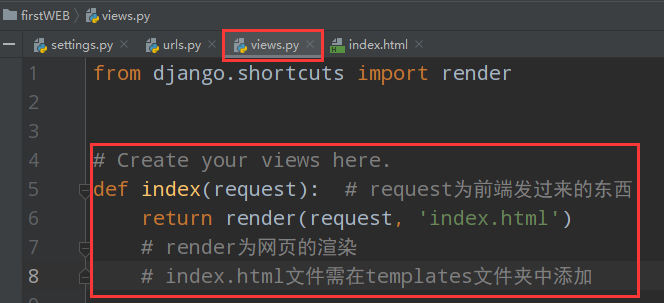 firstWEB views.py
settings.py urls.py views.py index.html
1 from django.shortcuts import render
2
3
4 # Create your views here.
5 def index(request):  # request为前端发过来的东西
6     return render(request, 'index.html')
7     # render为网页的渲染
8     # index.html文件需在templates文件夹中添加